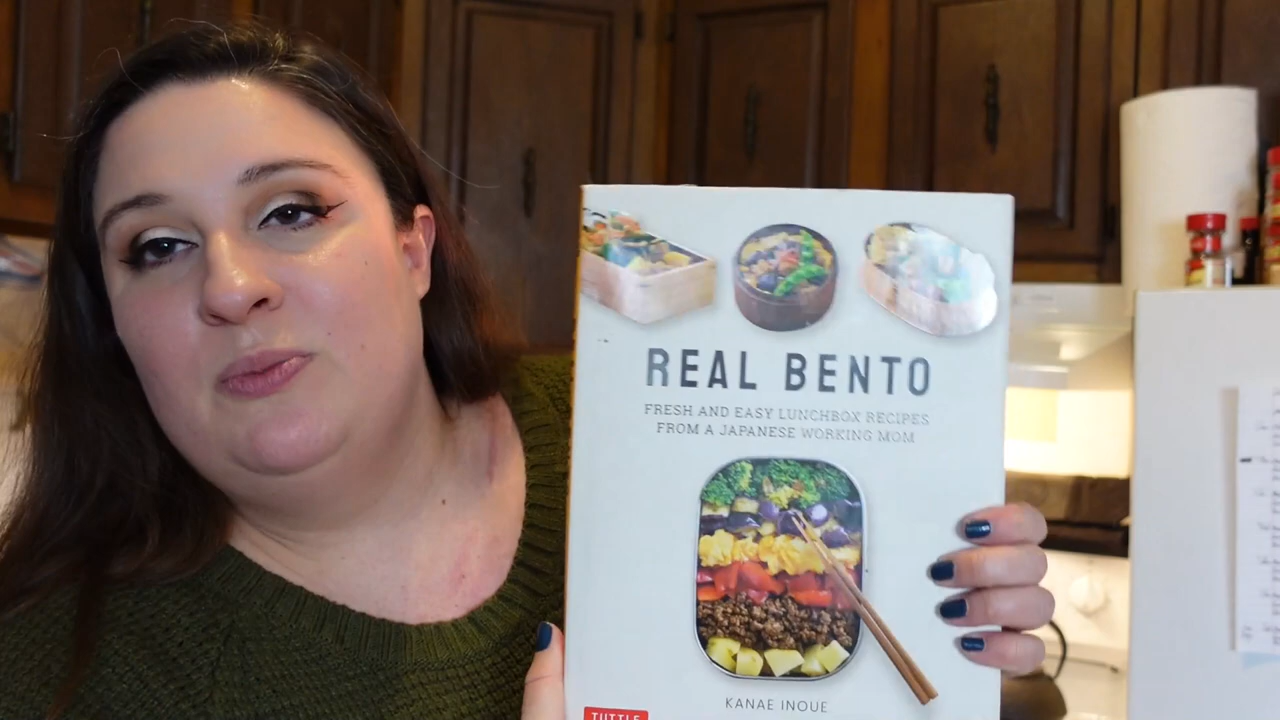 REAL BENTO
FRESH AND EASY LUNCHBOX RECIPES
FROM A JAPANESE WORKING MOM
KANAE INOUE
TUTTLE